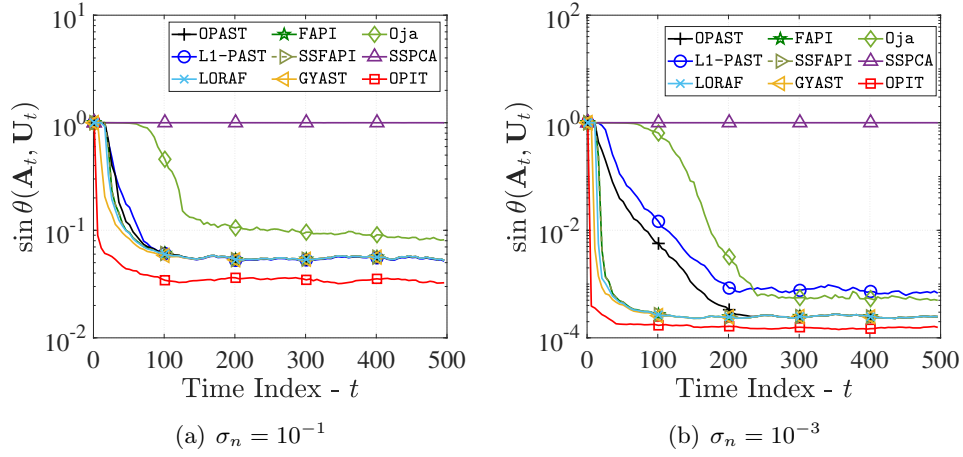 sin θ(A_t, U_t)
10^1
10^0
10^{-1}
10^{-2}
OPAST FAPI Oja
L1-PAST SSFAPI SSPCA
LORAF GYAST OPIT
0 100 200 300 400 500
Time Index - t
(a) σ_n = 10^{-1}
sin θ(A_t, U_t)
10^2
10^0
10^{-2}
10^{-4}
OPAST FAPI Oja
L1-PAST SSFAPI SSPCA
LORAF GYAST OPIT
0 100 200 300 400 500
Time Index - t
(b) σ_n = 10^{-3}